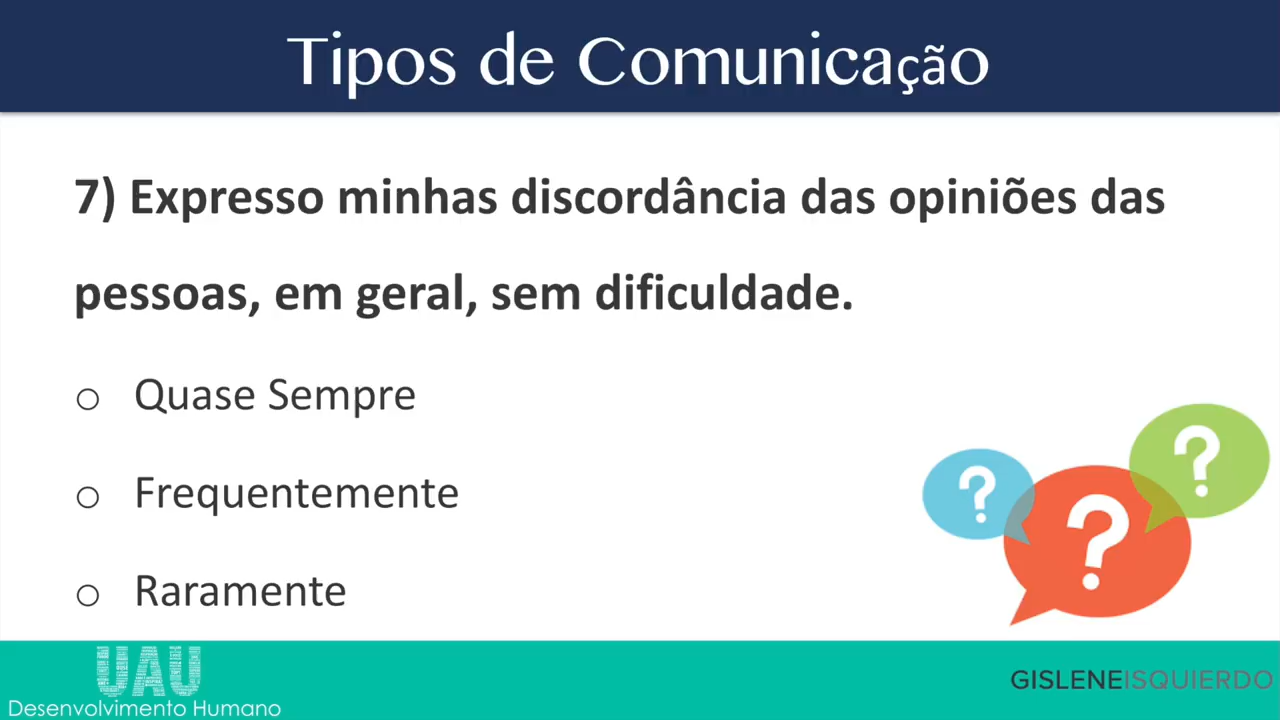 Tipos de Comunicação
7) Expresso minhas discordância das opiniões das
pessoas, em geral, sem dificuldade.
o Quase Sempre
o Frequentemente
o Raramente
? ? ?
UAU
Desenvolvimento Humano
GISLENEISQUIERDO